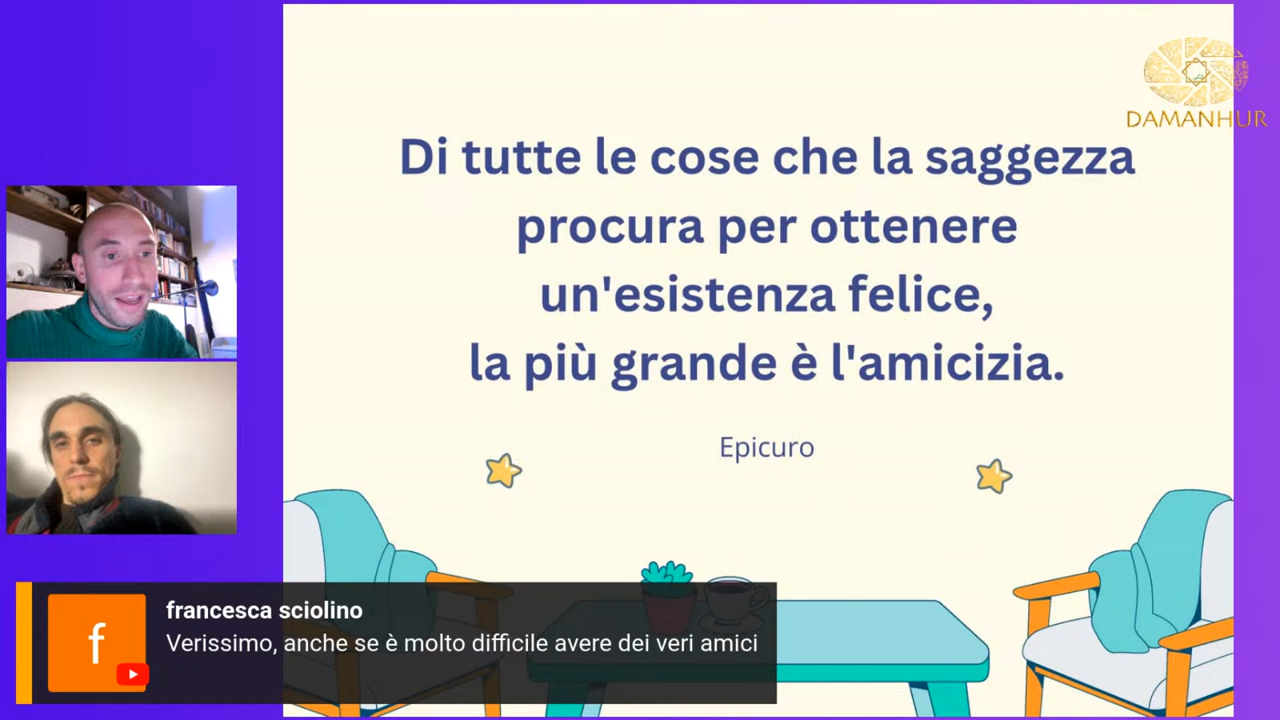 DAMANHUR
Di tutte le cose che la saggezza
procura per ottenere
un'esistenza felice,
la più grande è l'amicizia.
Epicuro
f
francesca sciolino
Verissimo, anche se è molto difficile avere dei veri amici